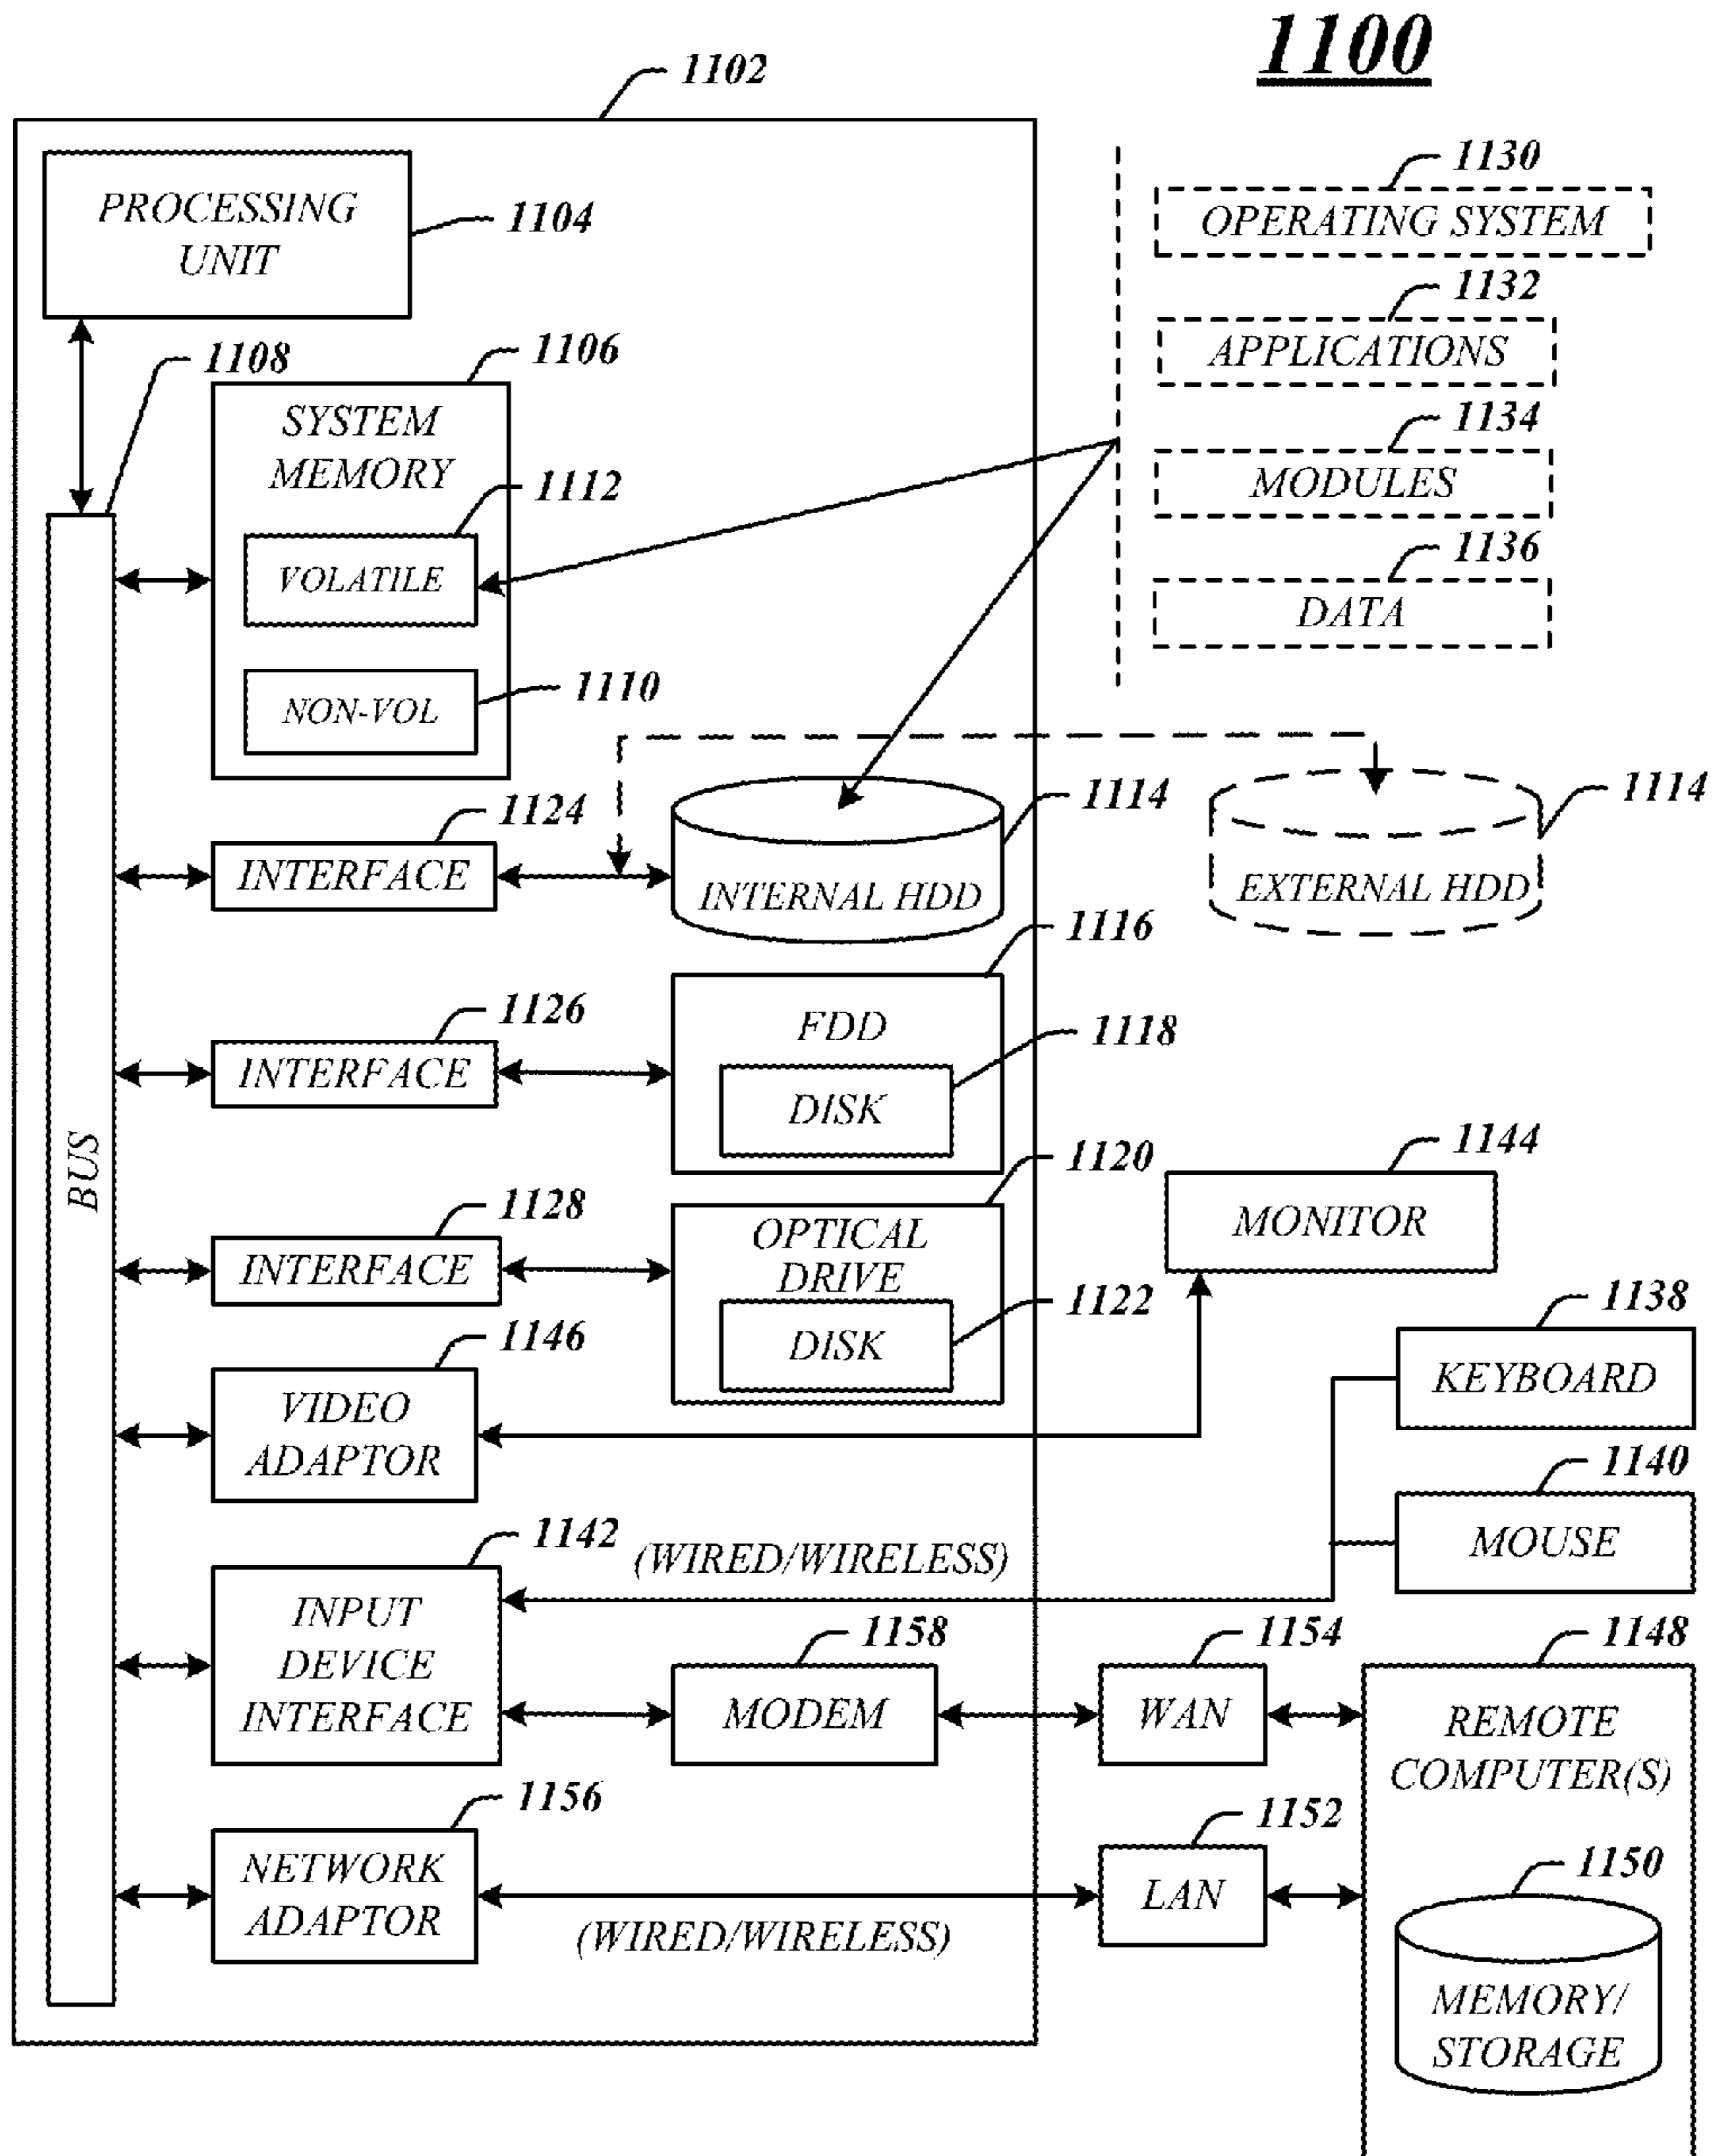 1100
1102
PROCESSING
UNIT
1104
1130
OPERATING SYSTEM
1132
APPLICATIONS
1134
MODULES
1136
DATA
1108
1106
SYSTEM
MEMORY
1112
VOLATILE
1110
NON-VOL
BUS
1124
INTERFACE
1114
INTERNAL HDD
1114
EXTERNAL HDD
1126
INTERFACE
1116
FDD
1118
DISK
1128
INTERFACE
1120
OPTICAL
DRIVE
1122
DISK
1144
MONITOR
1146
VIDEO
ADAPTOR
1138
KEYBOARD
1140
MOUSE
1142
INPUT
DEVICE
INTERFACE
(WIRED/WIRELESS)
1158
MODEM
1154
WAN
1148
REMOTE
COMPUTER(S)
1156
NETWORK
ADAPTOR
(WIRED/WIRELESS)
1152
LAN
1150
MEMORY/
STORAGE